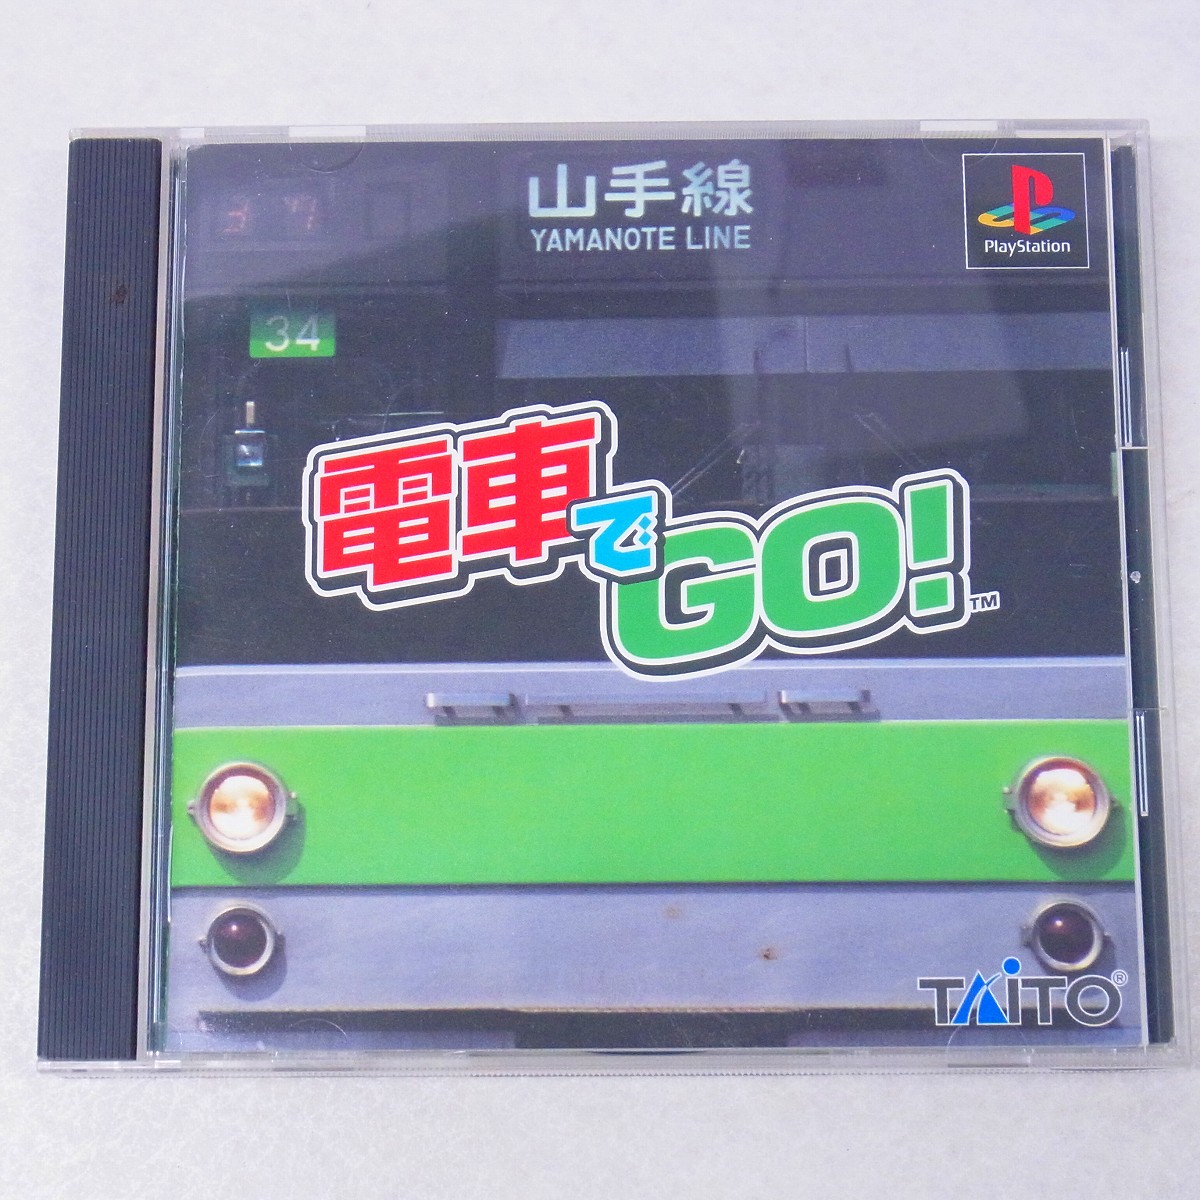 山手線
YAMANOTE LINE
PlayStation
34
電車でGO!™
TAITO®